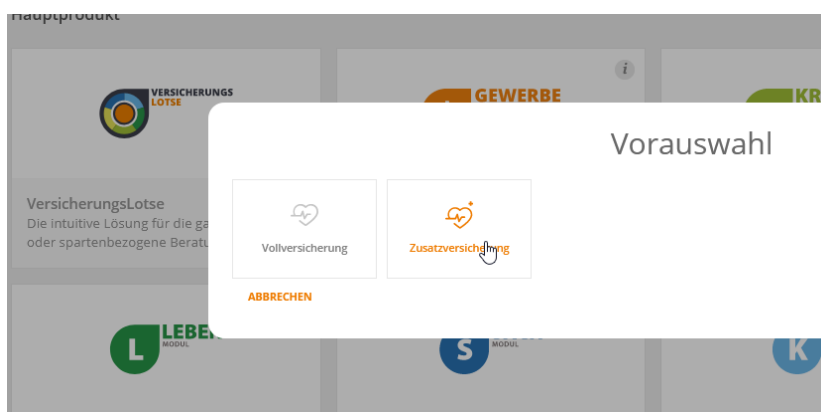 Hauptprodukt
VERSICHERUNGS
LOTSE
i
GEWERBE
KR
Vorauswahl
VersicherungsLotse
Die intuitive Lösung für die ga
oder spartenbezogene Beratu
Vollversicherung
Zusatzversicherung
ABBRECHEN
L
LEBEN
MODUL
S
MODUL
K